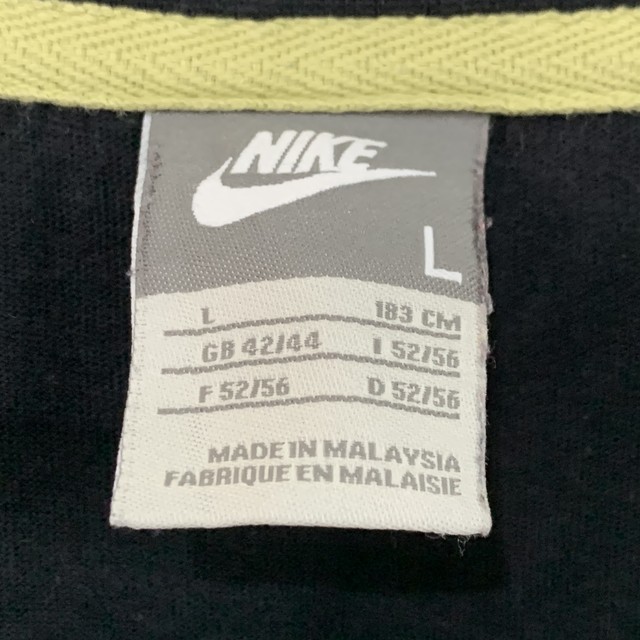 NIKE
L
L 183 CM
GB 42/44 I 52/56
F 52/56 D 52/56
MADE IN MALAYSIA
FABRIQUE EN MALAISIE